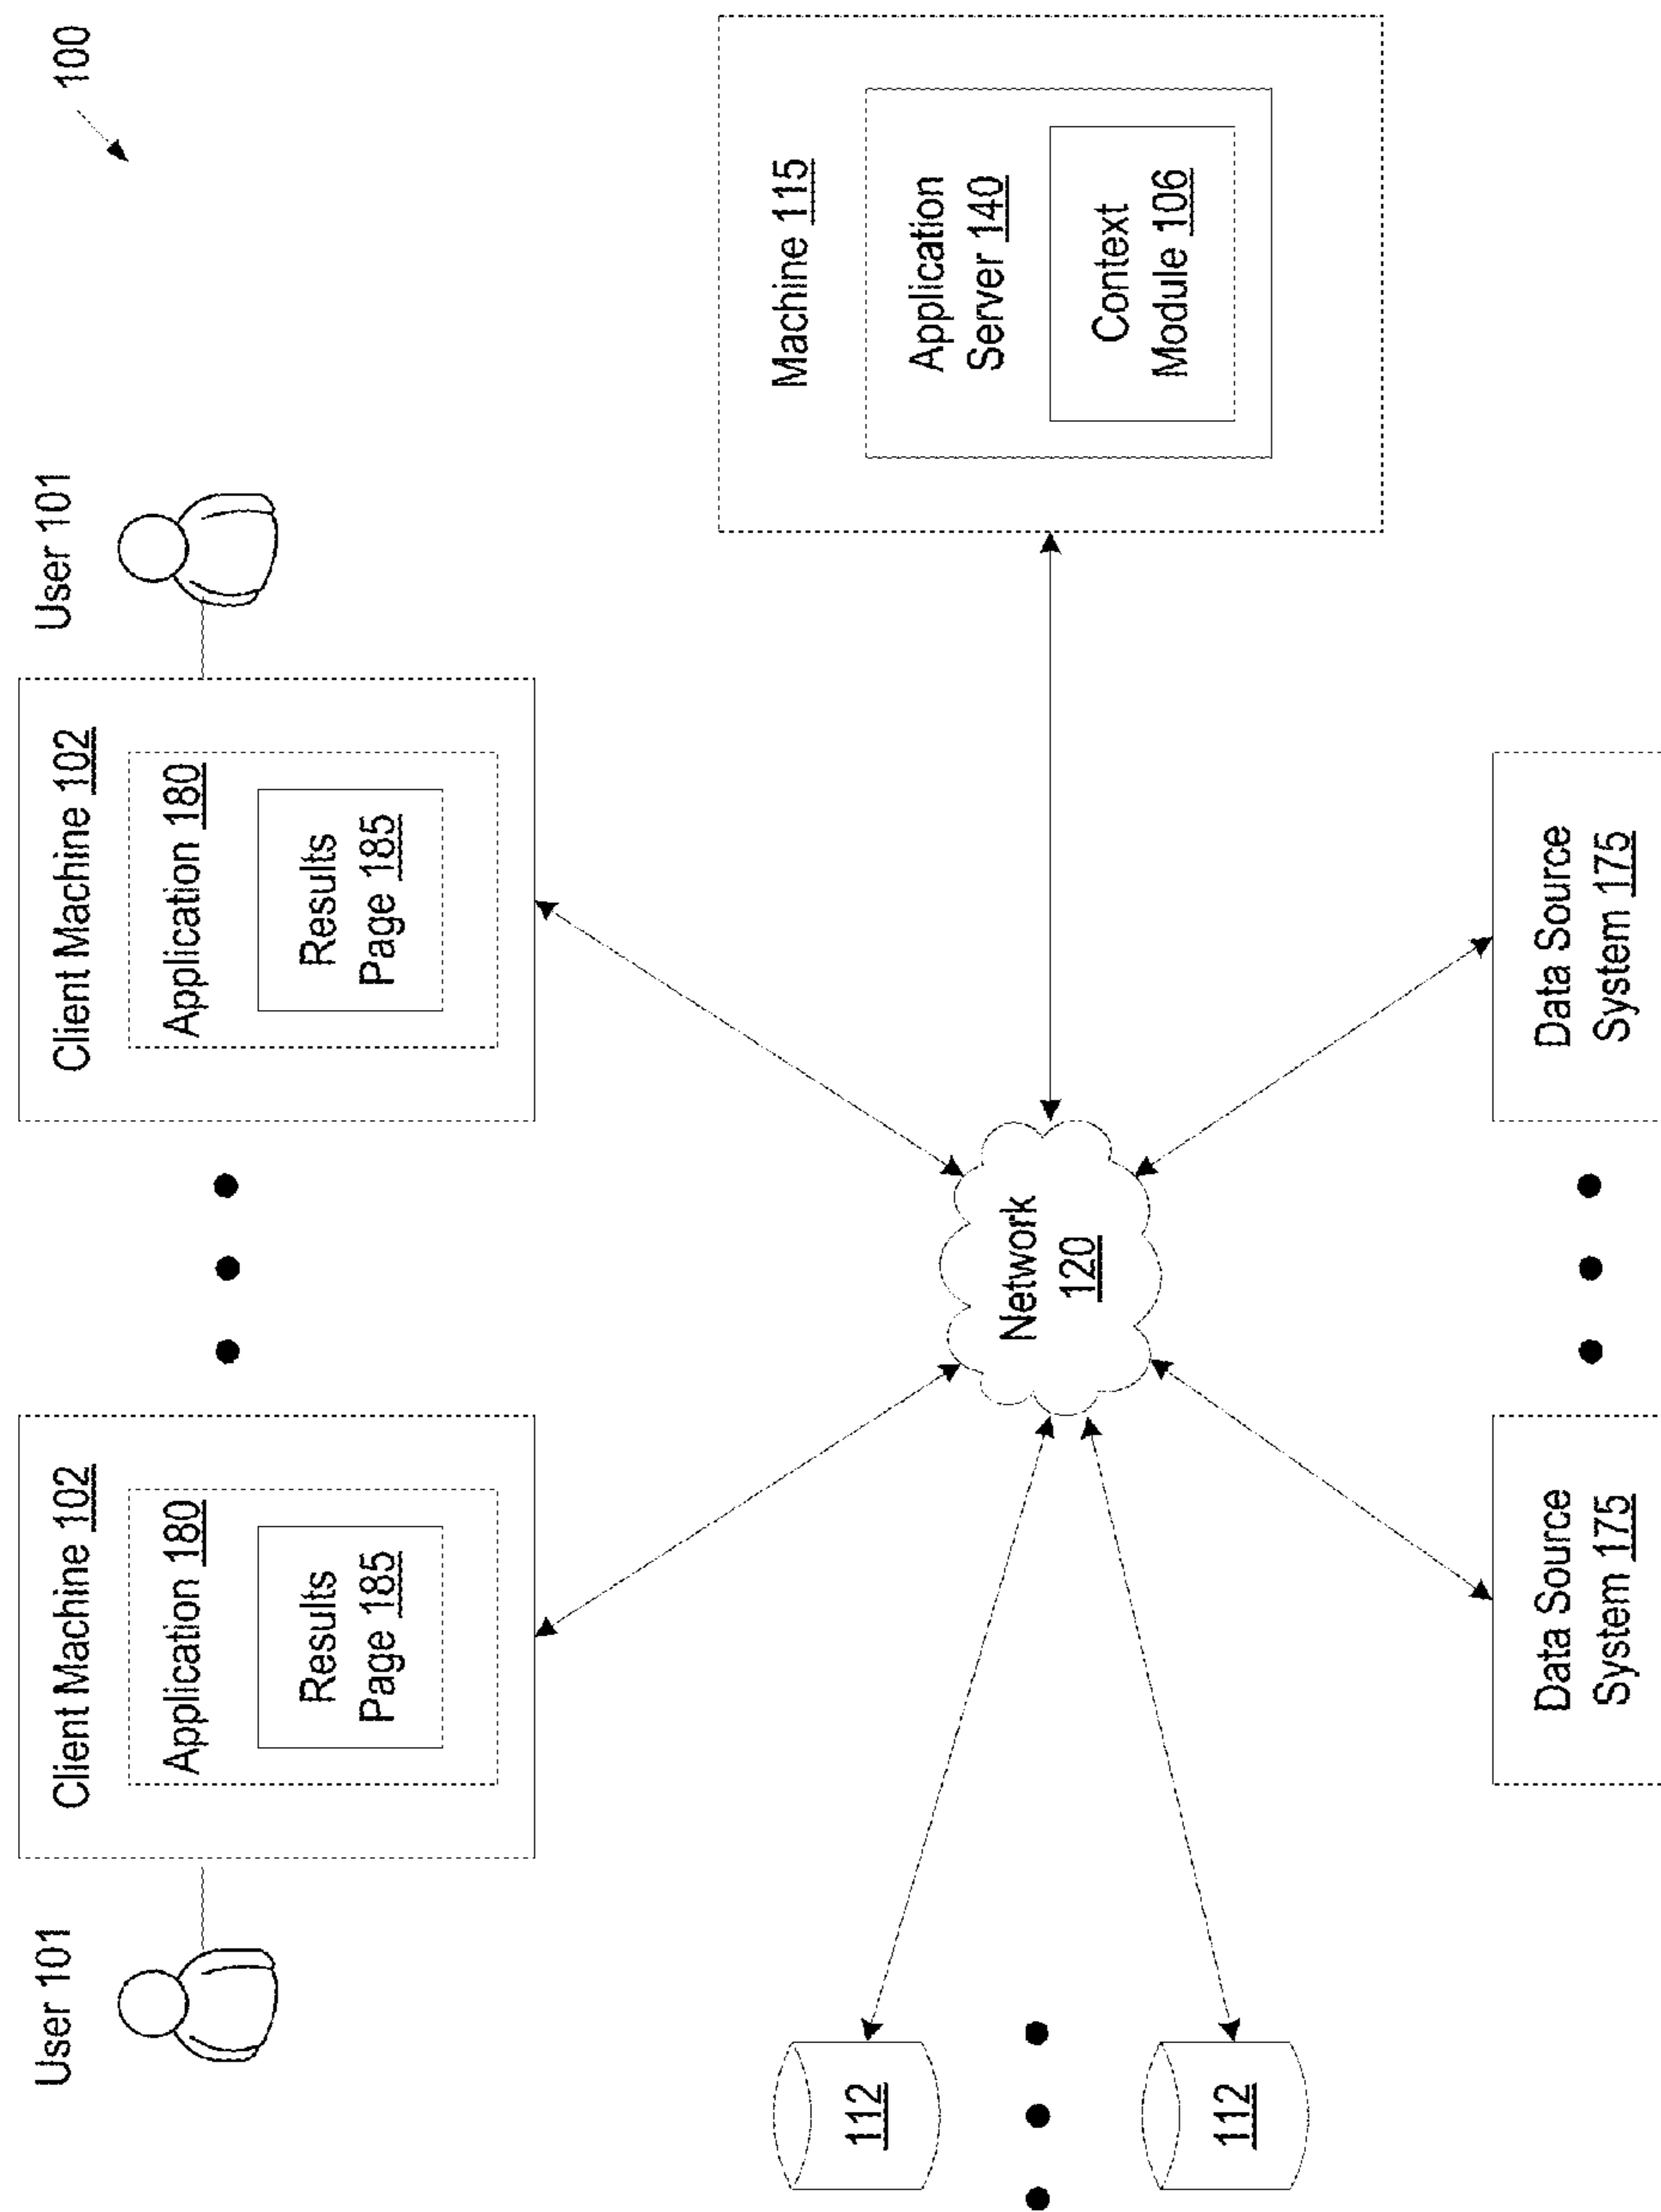 100
User 101
User 101
Client Machine 102
Application 180
Results
Page 185
Client Machine 102
Application 180
Results
Page 185
112
112
Network
120
Machine 115
Application
Server 140
Context
Module 106
Data Source
System 175
Data Source
System 175